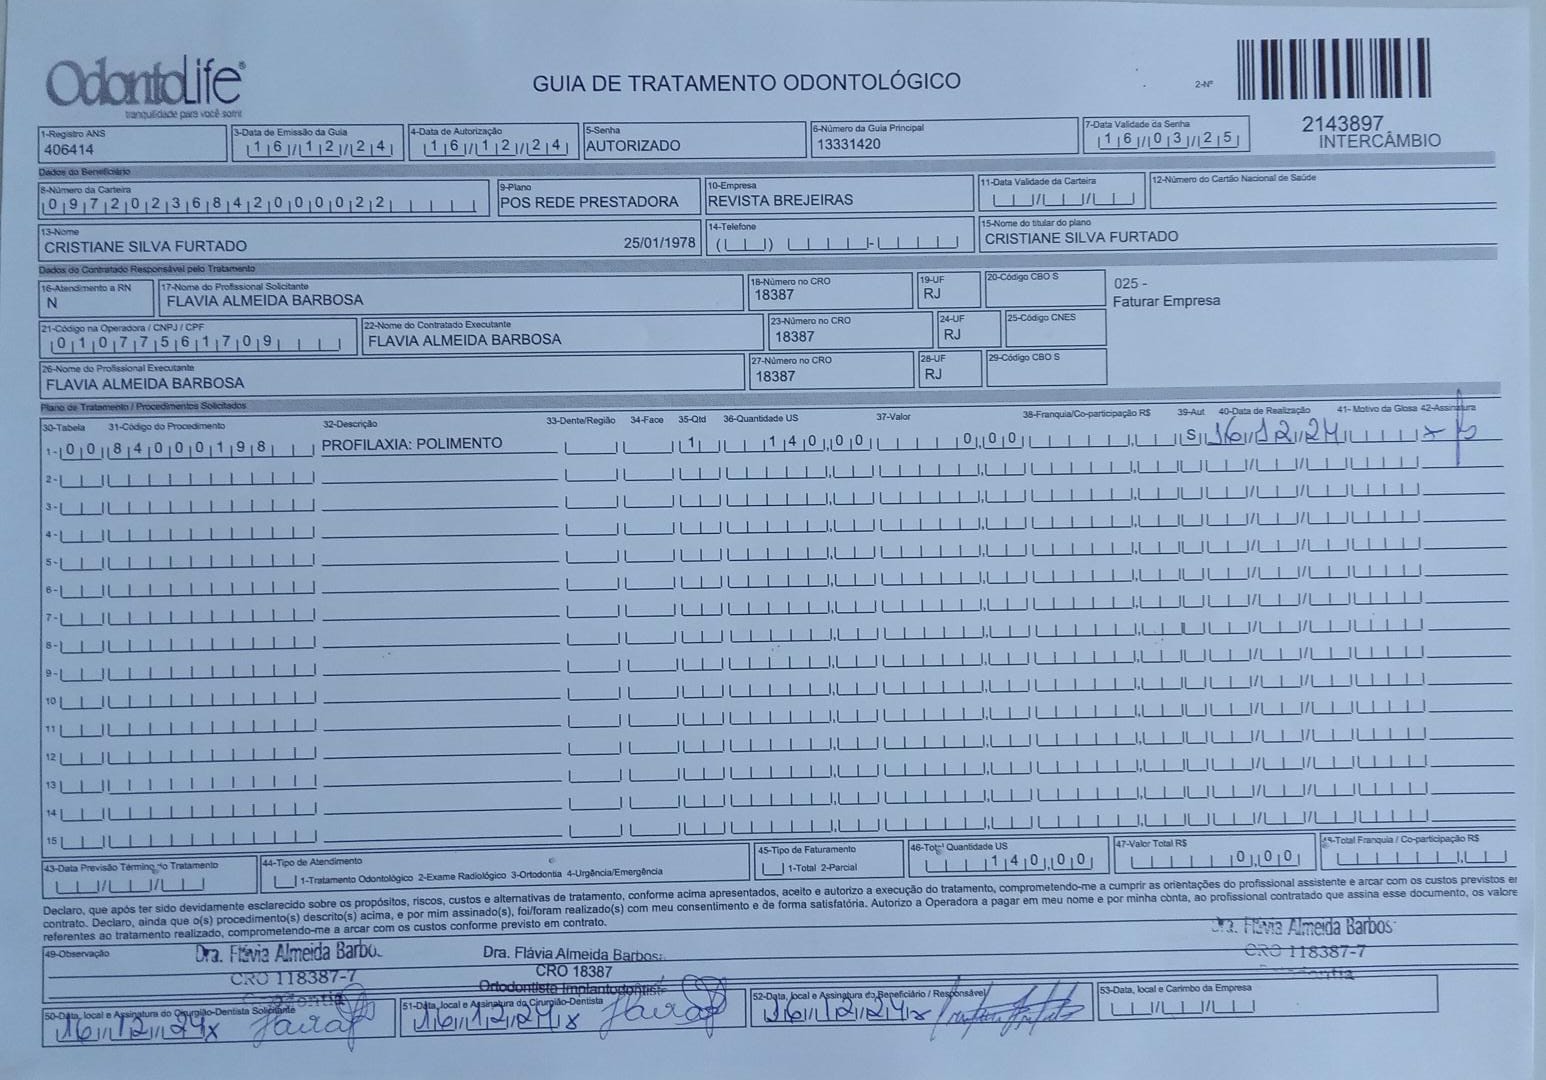 OdontoLife®
tranquilidade para você sorrir
GUIA DE TRATAMENTO ODONTOLÓGICO
2-Nº
2143897
INTERCÂMBIO
1-Registro ANS
406414
3-Data de Emissão da Guia
16/12/24
4-Data de Autorização
16/12/24
5-Senha
AUTORIZADO
6-Número da Guia Principal
13331420
7-Data Validade da Senha
16/03/25
Dados do Beneficiário
8-Número da Carteira
09720236842000022
9-Plano
POS REDE PRESTADORA
10-Empresa
REVISTA BREJEIRAS
11-Data Validade da Carteira
12-Número do Cartão Nacional de Saúde
13-Nome
CRISTIANE SILVA FURTADO 25/01/1978
14-Telefone
15-Nome do titular do plano
CRISTIANE SILVA FURTADO
Dados do Contratado Responsável pelo Tratamento
16-Atendimento a RN
N
17-Nome do Profissional Solicitante
FLAVIA ALMEIDA BARBOSA
18-Número no CRO
18387
19-UF
RJ
20-Código CBO S
025 -
Faturar Empresa
21-Código na Operadora / CNPJ / CPF
01077561709
22-Nome do Contratado Executante
FLAVIA ALMEIDA BARBOSA
23-Número no CRO
18387
24-UF
RJ
25-Código CNES
26-Nome do Profissional Executante
FLAVIA ALMEIDA BARBOSA
27-Número no CRO
18387
28-UF
RJ
29-Código CBO S
Plano de Tratamento / Procedimentos Solicitados
30-Tabela 31-Código do Procedimento 32-Descrição 33-Dente/Região 34-Face 35-Qtd 36-Quantidade US 37-Valor 38-Franquia/Co-participação R$ 39-Aut 40-Data de Realização 41- Motivo da Glosa 42-Assinatura
1- 00 84000198 PROFILAXIA: POLIMENTO 1 140,00 0,00 S 16/12/24
2-
3-
4-
5-
6-
7-
8-
9-
10
11
12
13
14
15
43-Data Previsão Término do Tratamento
44-Tipo de Atendimento
1-Tratamento Odontológico 2-Exame Radiológico 3-Ortodontia 4-Urgência/Emergência
45-Tipo de Faturamento
1-Total 2-Parcial
46-Total Quantidade US
140,00
47-Valor Total R$
0,00
48-Total Franquia / Co-participação R$
Declaro, que após ter sido devidamente esclarecido sobre os propósitos, riscos, custos e alternativas de tratamento, conforme acima apresentados, aceito e autorizo a execução do tratamento, comprometendo-me a cumprir as orientações do profissional assistente e arcar com os custos previstos em
contrato. Declaro, ainda que o(s) procedimento(s) descrito(s) acima, e por mim assinado(s), foi/foram realizado(s) com meu consentimento e de forma satisfatória. Autorizo a Operadora a pagar em meu nome e por minha conta, ao profissional contratado que assina esse documento, os valore
referentes ao tratamento realizado, comprometendo-me a arcar com os custos conforme previsto em contrato.
49-Observação
Dra. Flávia Almeida Barbo
CRO 118387-7
Dra. Flávia Almeida Barbos
CRO 18387
Ortodontista Implantodontista
Dra. Flávia Almeida Barbos
CRO 118387-7
50-Data, local e Assinatura do Cirurgião-Dentista Solicitante
16/12/24 x
51-Data, local e Assinatura do Cirurgião-Dentista
16/12/24 x
52-Data, local e Assinatura do Beneficiário / Responsável
16/12/24 x
53-Data, local e Carimbo da Empresa